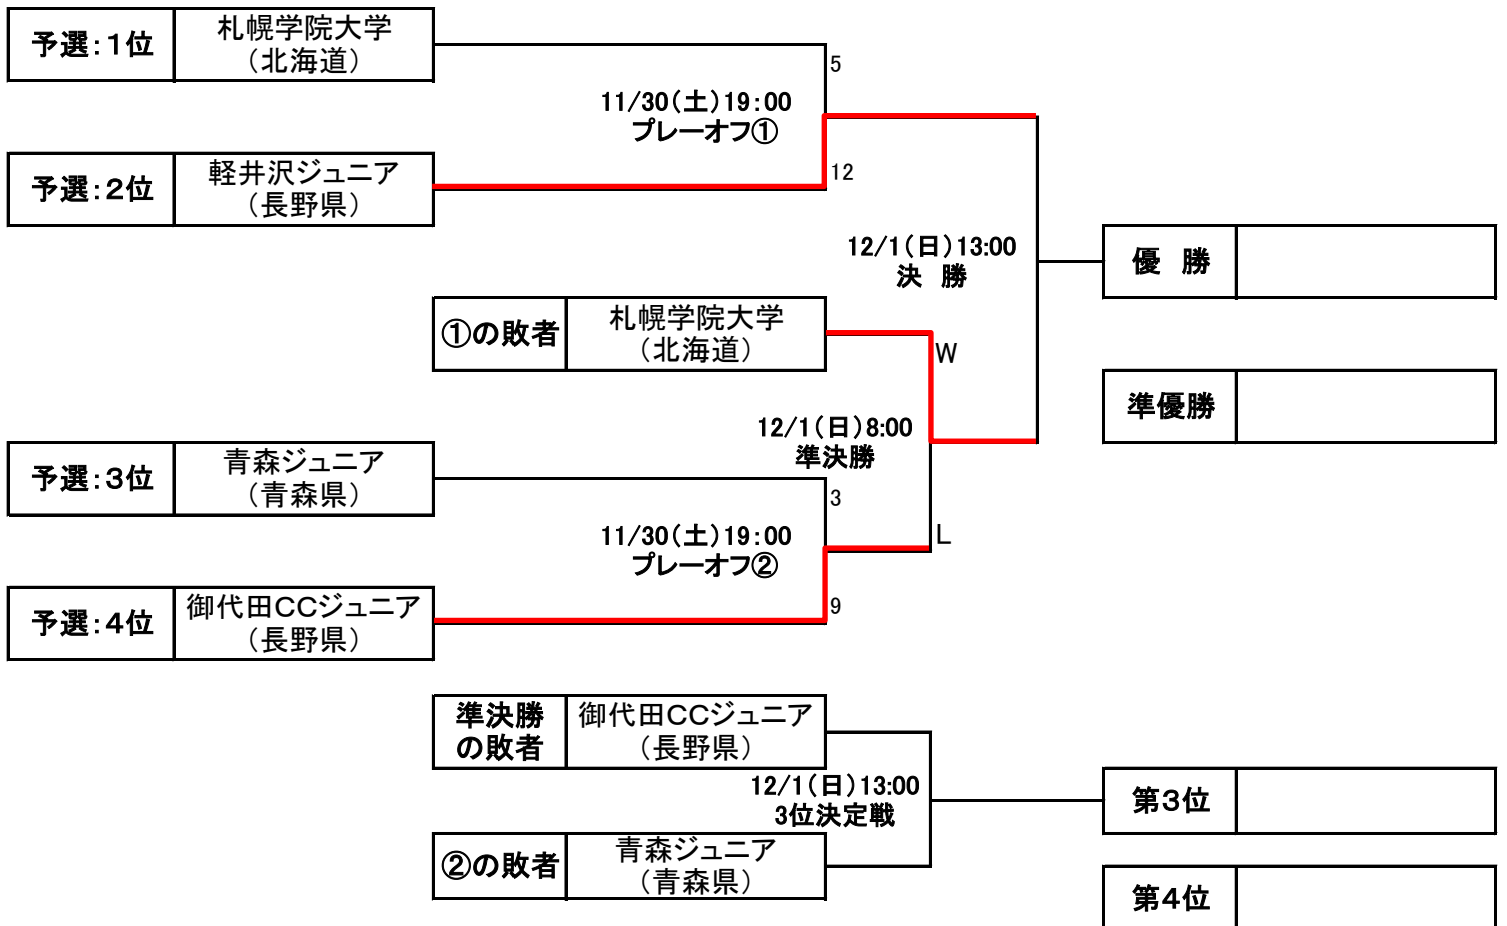 予選:1位
札幌学院大学
（北海道）
5
11/30(土)19:00
プレーオフ①
予選:2位
軽井沢ジュニア
（長野県）
12
12/1(日)13:00
決 勝
優 勝
①の敗者
札幌学院大学
（北海道）
W
準優勝
12/1(日)8:00
準決勝
予選:3位
青森ジュニア
（青森県）
3
11/30(土)19:00
プレーオフ②
L
予選:4位
御代田CCジュニア
（長野県）
9
準決勝
の敗者
御代田CCジュニア
（長野県）
12/1(日)13:00
3位決定戦
第3位
②の敗者
青森ジュニア
（青森県）
第4位